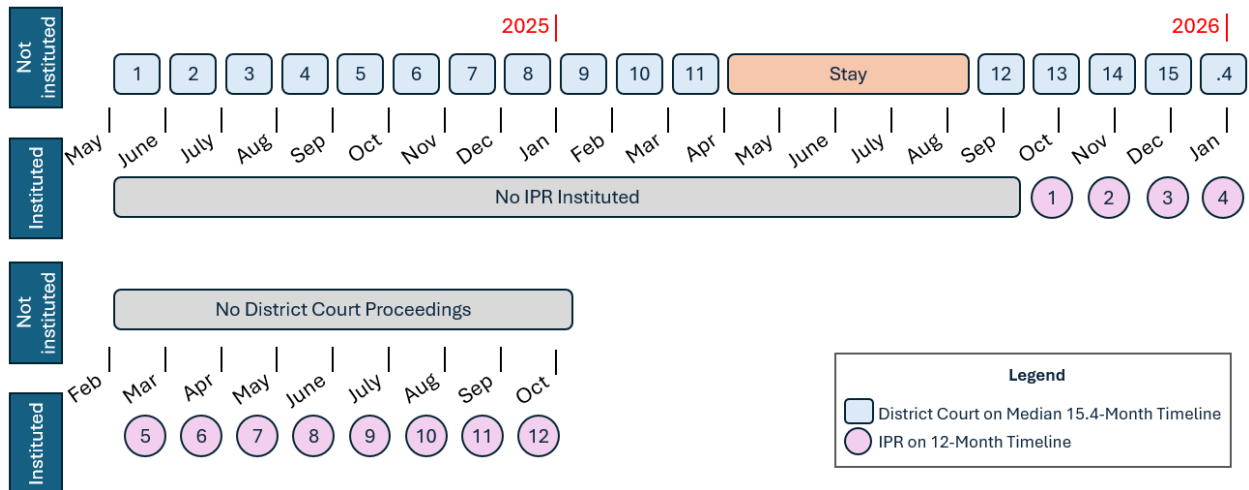 2025
2026
Not
instituted
1 2 3 4 5 6 7 8 9 10 11 Stay 12 13 14 15 .4
May June July Aug Sep Oct Nov Dec Jan Feb Mar Apr May June July Aug Sep Oct Nov Dec Jan
Instituted
No IPR Instituted 1 2 3 4
Not
instituted
No District Court Proceedings
Feb Mar Apr May June July Aug Sep Oct
Instituted
5 6 7 8 9 10 11 12
Legend
District Court on Median 15.4-Month Timeline
IPR on 12-Month Timeline